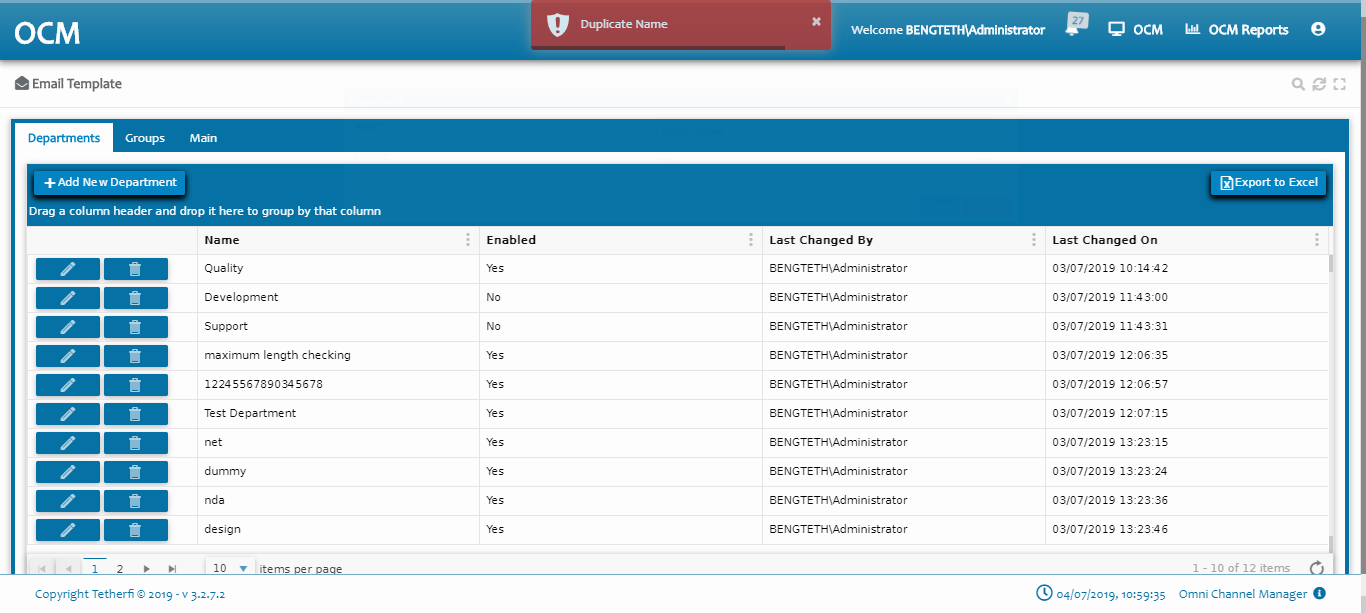 OCM
Duplicate Name
Welcome BENGTETH\Administrator
27
OCM
OCM Reports
Email Template
Departments
Groups
Main
Add New Department
Export to Excel
Drag a column header and drop it here to group by that column
Name Enabled Last Changed By Last Changed On
Quality Yes BENGTETH\Administrator 03/07/2019 10:14:42
Development No BENGTETH\Administrator 03/07/2019 11:43:00
Support No BENGTETH\Administrator 03/07/2019 11:43:31
maximum length checking Yes BENGTETH\Administrator 03/07/2019 12:06:35
12245567890345678 Yes BENGTETH\Administrator 03/07/2019 12:06:57
Test Department Yes BENGTETH\Administrator 03/07/2019 12:07:15
net Yes BENGTETH\Administrator 03/07/2019 13:23:15
dummy Yes BENGTETH\Administrator 03/07/2019 13:23:24
nda Yes BENGTETH\Administrator 03/07/2019 13:23:36
design Yes BENGTETH\Administrator 03/07/2019 13:23:46
1 2 10 items per page 1 - 10 of 12 items
Copyright Tetherfi © 2019 - v 3.2.7.2
04/07/2019, 10:59:35 Omni Channel Manager